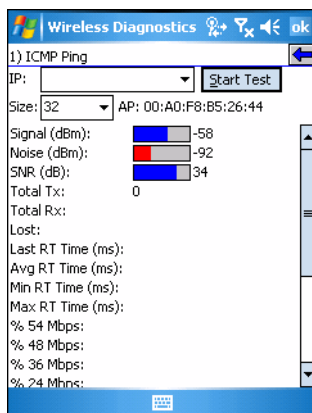 Wireless Diagnostics ok
1) ICMP Ping
IP: Start Test
Size: 32 AP: 00:A0:F8:B5:26:44
Signal (dBm): -58
Noise (dBm): -92
SNR (dB): 34
Total Tx: 0
Total Rx:
Lost:
Last RT Time (ms):
Avg RT Time (ms):
Min RT Time (ms):
Max RT Time (ms):
% 54 Mbps:
% 48 Mbps:
% 36 Mbps:
% 24 Mbps: